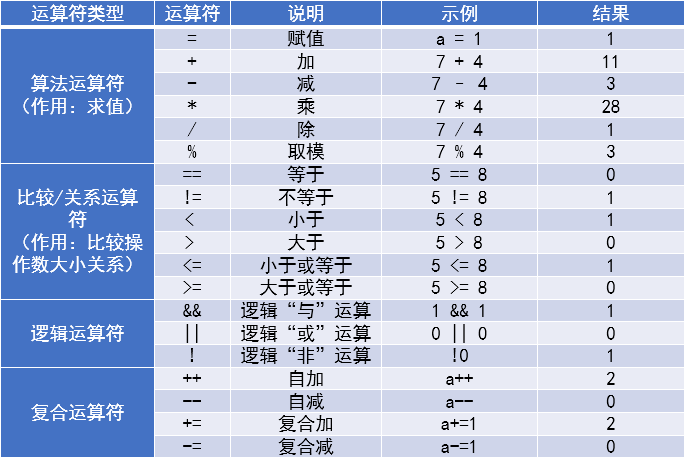 运算符类型 运算符 说明 示例 结果
算法运算符
（作用：求值）
= 赋值 a = 1 1
+ 加 7 + 4 11
- 减 7 - 4 3
* 乘 7 * 4 28
/ 除 7 / 4 1
% 取模 7 % 4 3
比较/关系运算
符
（作用：比较操
作数大小关系）
== 等于 5 == 8 0
!= 不等于 5 != 8 1
< 小于 5 < 8 1
> 大于 5 > 8 0
<= 小于或等于 5 <= 8 1
>= 大于或等于 5 >= 8 0
逻辑运算符
&& 逻辑“与”运算 1 && 1 1
|| 逻辑“或”运算 0 || 0 0
! 逻辑“非”运算 !0 1
复合运算符
++ 自加 a++ 2
-- 自减 a-- 0
+= 复合加 a+=1 2
-= 复合减 a-=1 0